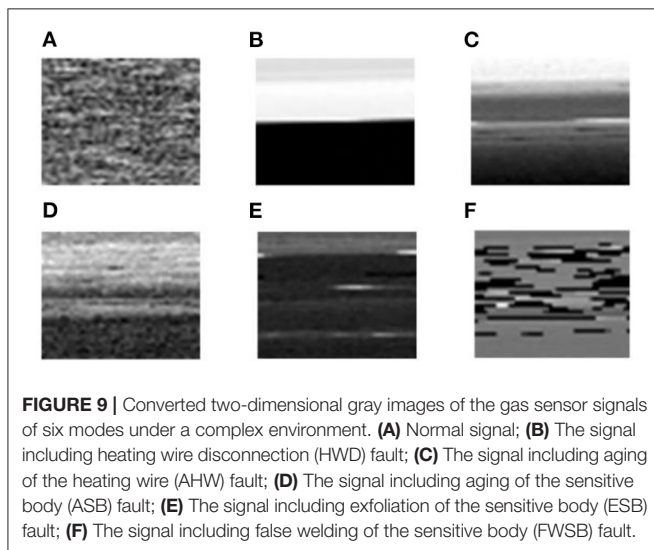 A
B
C
D
E
F
FIGURE 9 | Converted two-dimensional gray images of the gas sensor signals
of six modes under a complex environment. (A) Normal signal; (B) The signal
including heating wire disconnection (HWD) fault; (C) The signal including aging
of the heating wire (AHW) fault; (D) The signal including aging of the sensitive
body (ASB) fault; (E) The signal including exfoliation of the sensitive body (ESB)
fault; (F) The signal including false welding of the sensitive body (FWSB) fault.